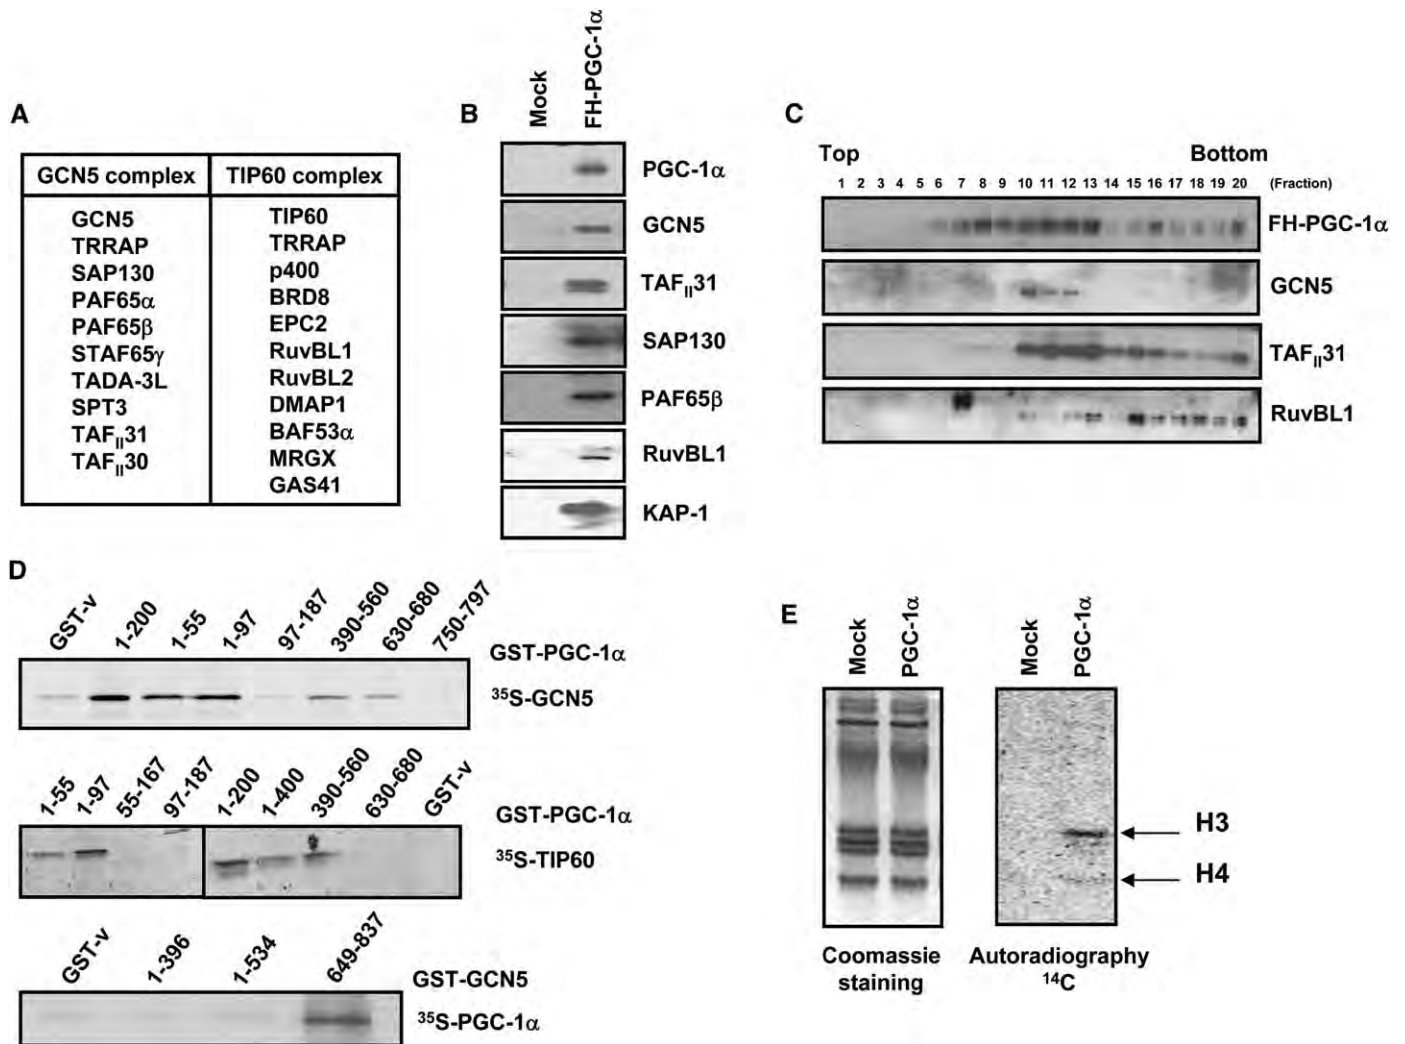 A
GCN5 complex TIP60 complex
GCN5 TIP60
TRRAP TRRAP
SAP130 p400
PAF65α BRD8
PAF65β EPC2
STAF65γ RuvBL1
TADA-3L RuvBL2
SPT3 DMAP1
TAFII31 BAF53α
TAFII30 MRGX
GAS41
B
Mock FH-PGC-1α
PGC-1α
GCN5
TAFII31
SAP130
PAF65β
RuvBL1
KAP-1
C
Top Bottom
1 2 3 4 5 6 7 8 9 10 11 12 13 14 15 16 17 18 19 20 (Fraction)
FH-PGC-1α
GCN5
TAFII31
RuvBL1
D
GST-v 1-200 1-55 1-97 97-187 390-560 630-680 750-797
GST-PGC-1α
35S-GCN5
1-55 1-97 55-167 97-187 1-200 1-400 390-560 630-680 GST-v
GST-PGC-1α
35S-TIP60
GST-v 1-396 1-534 649-837
GST-GCN5
35S-PGC-1α
E
Mock PGC-1α Mock PGC-1α
H3
H4
Coomassie staining
Autoradiography
14C